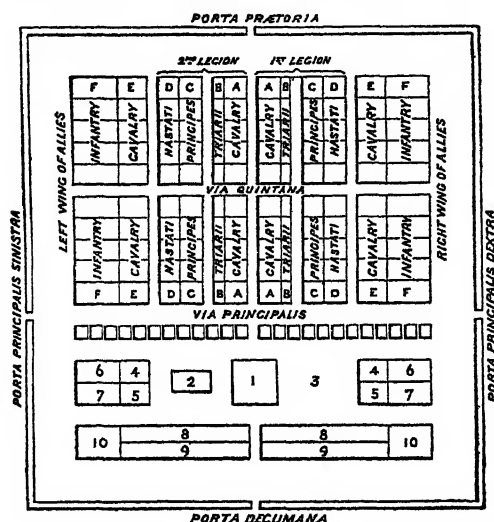 PORTA PRÆTORIA
2ND LEGION 1ST LEGION
F E D C B A A B C D E F
INFANTRY CAVALRY HASTATI PRINCIPES TRIARII CAVALRY CAVALRY TRIARII PRINCIPES HASTATI CAVALRY INFANTRY
LEFT WING OF ALLIES
RIGHT WING OF ALLIES
VIA QUINTANA
INFANTRY CAVALRY HASTATI PRINCIPES TRIARII CAVALRY CAVALRY TRIARII PRINCIPES HASTATI CAVALRY INFANTRY
F E D C B A A B C D E F
PORTA PRINCIPALIS SINISTRA
PORTA PRINCIPALIS DEXTRA
VIA PRINCIPALIS
6 4 2 1 3 4 6
7 5 5 7
10 8 8 10
9 9
PORTA DECUMANA